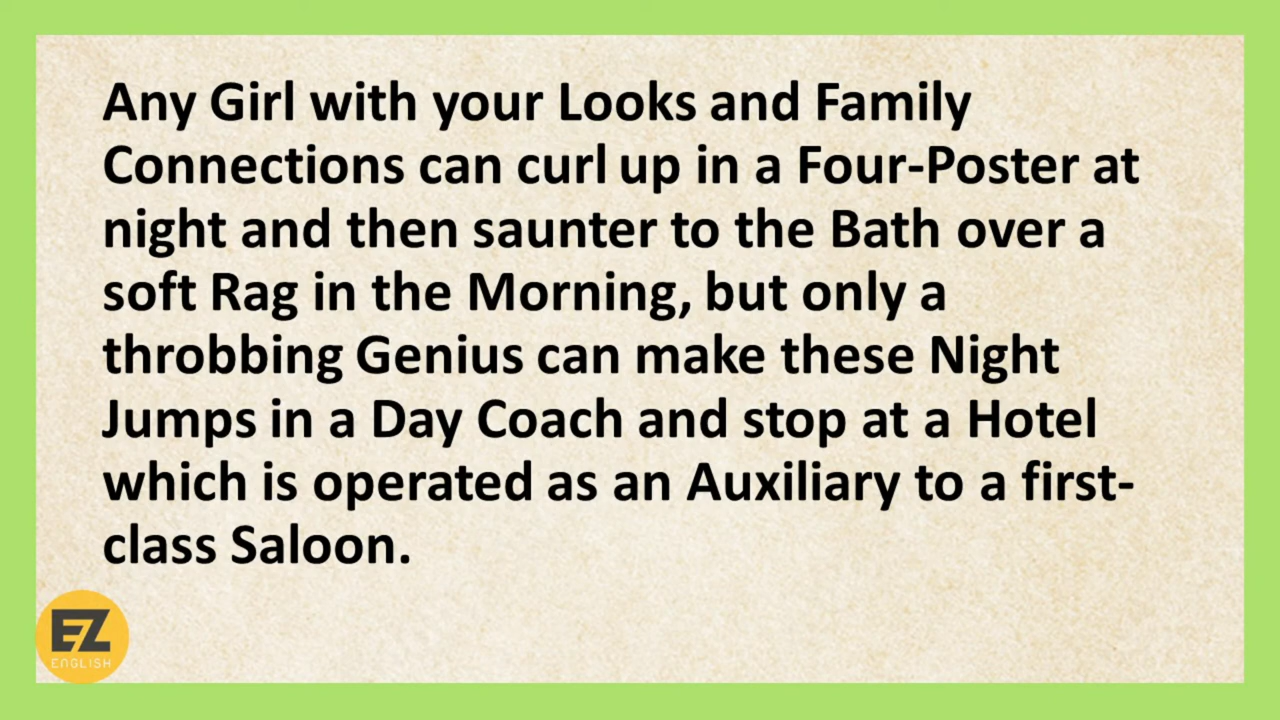 Any Girl with your Looks and Family
Connections can curl up in a Four-Poster at
night and then saunter to the Bath over a
soft Rag in the Morning, but only a
throbbing Genius can make these Night
Jumps in a Day Coach and stop at a Hotel
which is operated as an Auxiliary to a first-
class Saloon.
EZ
ENGLISH